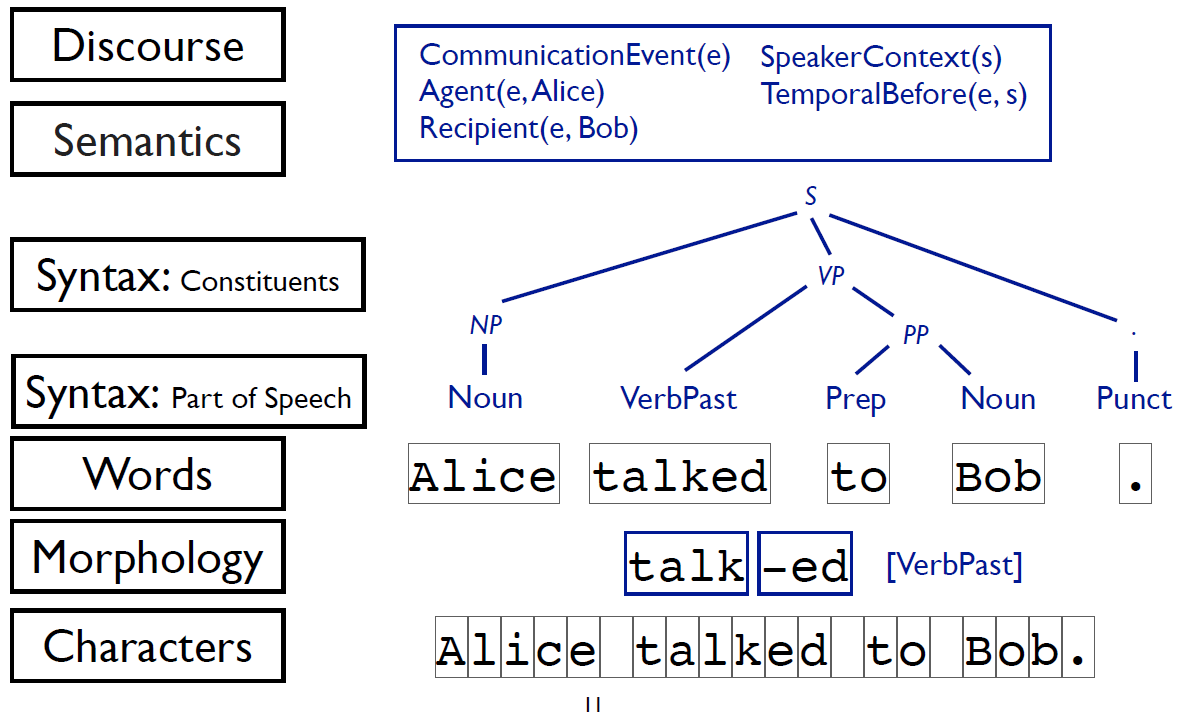 Discourse
CommunicationEvent(e) SpeakerContext(s)
Agent(e, Alice) TemporalBefore(e, s)
Recipient(e, Bob)
Semantics
S
Syntax: Constituents
VP
NP
PP
.
Syntax: Part of Speech
Noun VerbPast Prep Noun Punct
Words
Alice talked to Bob .
Morphology
talk -ed [VerbPast]
Characters
Alice talked to Bob.